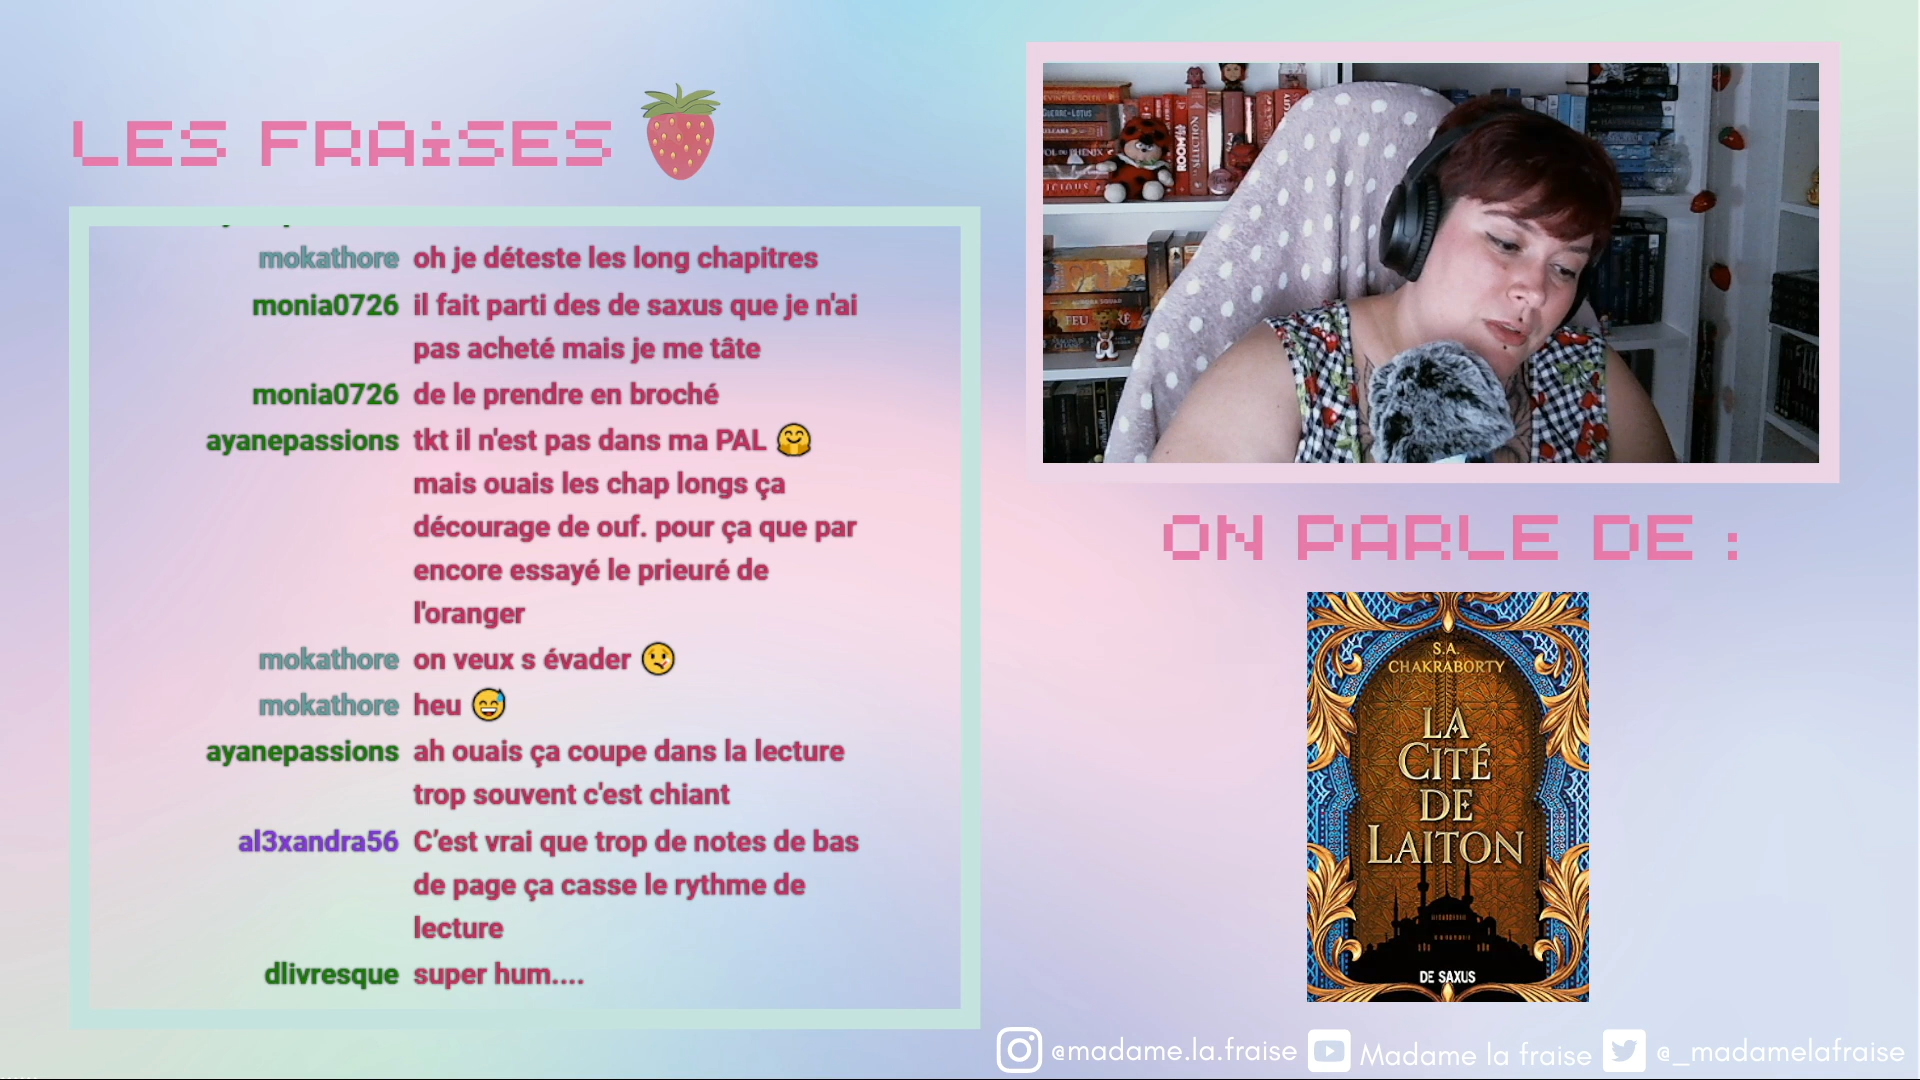 LES FRAiSES
mokathore oh je déteste les long chapitres
monia0726 il fait parti des de saxus que je n'ai
pas acheté mais je me tâte
monia0726 de le prendre en broché
ayanepassions tkt il n'est pas dans ma PAL 🤗
mais ouais les chap longs ça
décourage de ouf. pour ça que par
encore essayé le prieuré de
l'oranger
mokathore on veux s évader 🤒
mokathore heu 😅
ayanepassions ah ouais ça coupe dans la lecture
trop souvent c'est chiant
al3xandra56 C’est vrai que trop de notes de bas
de page ça casse le rythme de
lecture
dlivresque super hum....
ROOM
SÉLECTION
FEU
ON PARLE DE :
S.A.
CHAKRABORTY
LA
CITÉ
DE
LAITON
DE SAXUS
@madame.la.fraise Madame la fraise @_madamelafraise